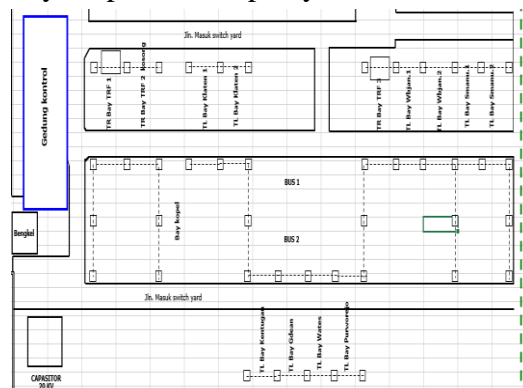 Jln. Masuk switch yard
Gedung kontrol
TR Bay TRF 1
TR Bay TRF 2 kosong
TL Bay Klaten 1
TL Bay Klaten 2
TR Bay TRF 3
TL Bay Wbjan.1
TL Bay Wbjan.2
TL Bay Smanu.1
TL Bay Smanu.2
BUS 1
Bay kopel
BUS 2
Bengkel
Jln. Masuk switch yard
TL Bay Kentugan
TL Bay Gdean
TL Bay Wates
TL Bay Purworejo
CAPASITOR
20 KV